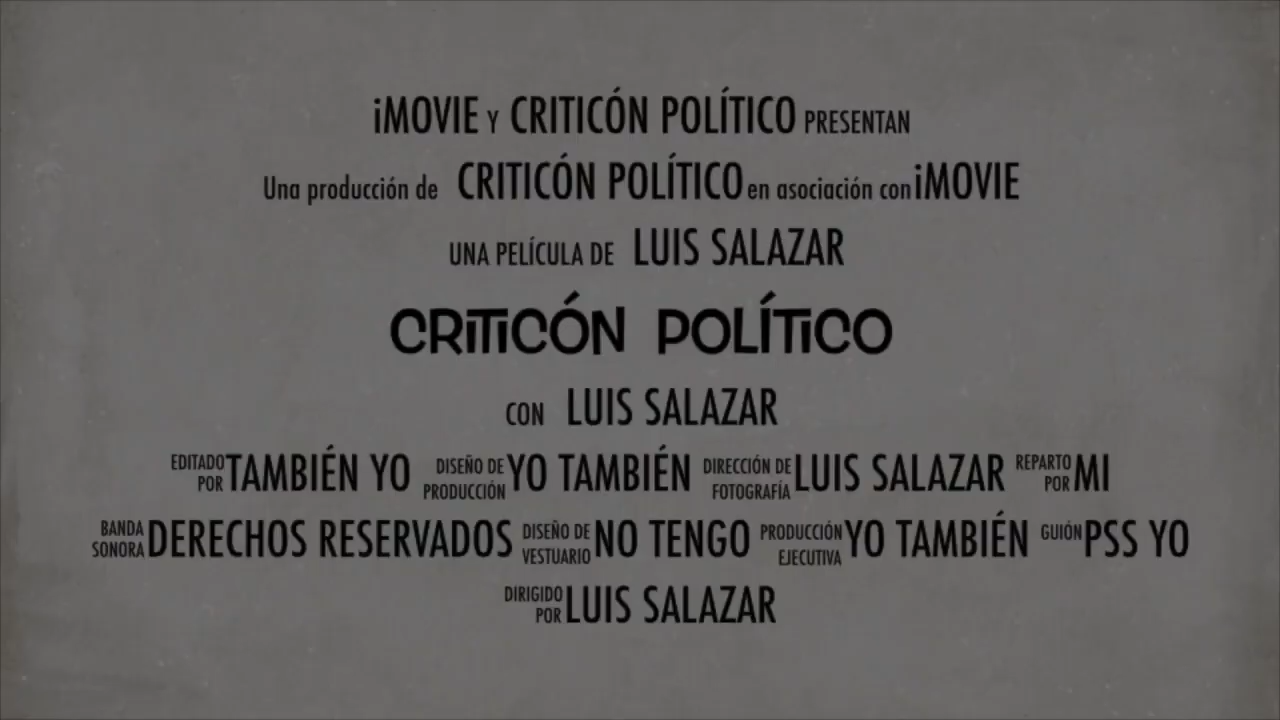 iMOVIE Y CRITICÓN POLÍTICO PRESENTAN
Una producción de CRITICÓN POLÍTICO en asociación con iMOVIE
UNA PELÍCULA DE LUIS SALAZAR
CRITICÓN POLÍTICO
CON LUIS SALAZAR
EDITADO POR TAMBIÉN YO DISEÑO DE PRODUCCIÓN YO TAMBIÉN DIRECCIÓN DE FOTOGRAFÍA LUIS SALAZAR REPARTO POR MI
BANDA SONORA DERECHOS RESERVADOS DISEÑO DE VESTUARIO NO TENGO PRODUCCIÓN EJECUTIVA YO TAMBIÉN GUIÓN PSS YO
DIRIGIDO POR LUIS SALAZAR